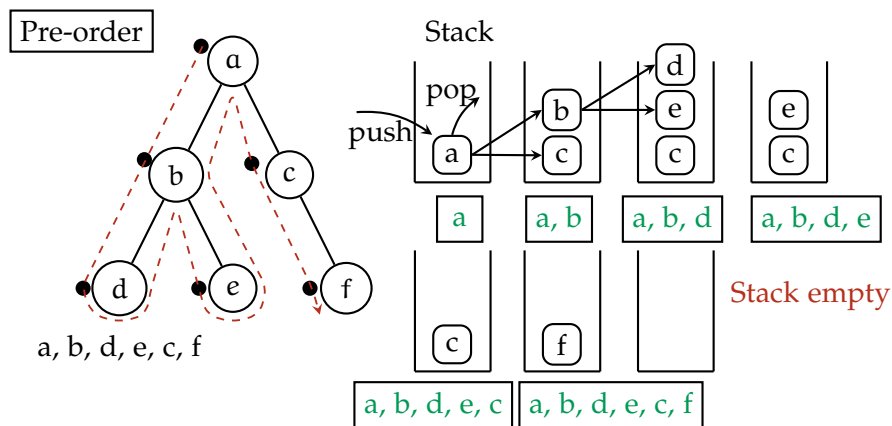 Pre-order
a
b
c
d
e
f
a, b, d, e, c, f
Stack
push
pop
a
b
c
d
e
c
e
c
a
a, b
a, b, d
a, b, d, e
c
f
Stack empty
a, b, d, e, c
a, b, d, e, c, f